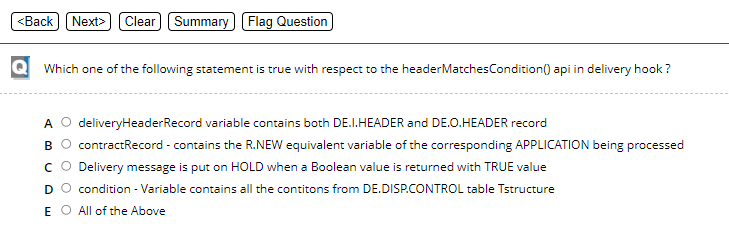 <Back Next> Clear Summary Flag Question
Q Which one of the following statement is true with respect to the headerMatchesCondition() api in delivery hook ?
A deliveryHeaderRecord variable contains both DE.I.HEADER and DE.O.HEADER record
B contractRecord - contains the R.NEW equivalent variable of the corresponding APPLICATION being processed
C Delivery message is put on HOLD when a Boolean value is returned with TRUE value
D condition - Variable contains all the contitons from DE.DISP.CONTROL table Tstructure
E All of the Above